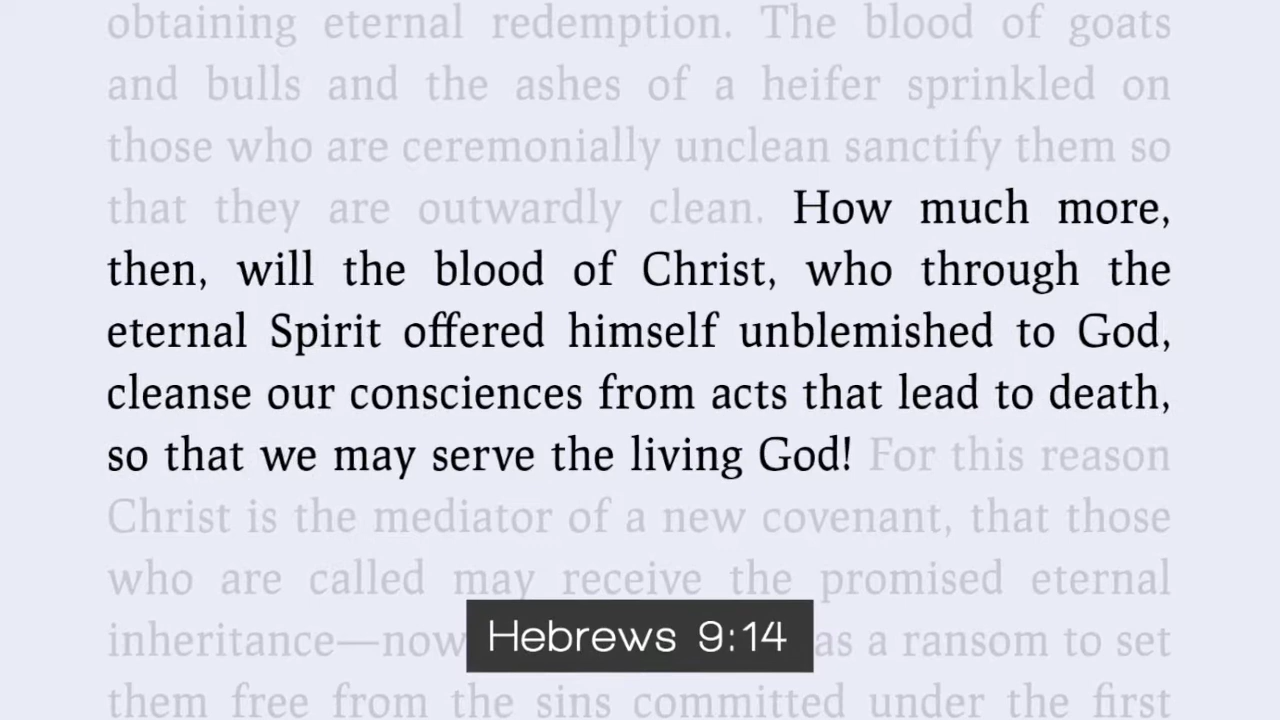 obtaining eternal redemption. The blood of goats
and bulls and the ashes of a heifer sprinkled on
those who are ceremonially unclean sanctify them so
that they are outwardly clean. How much more,
then, will the blood of Christ, who through the
eternal Spirit offered himself unblemished to God,
cleanse our consciences from acts that lead to death,
so that we may serve the living God! For this reason
Christ is the mediator of a new covenant, that those
who are called may receive the promised eternal
inheritance—now as a ransom to set
Hebrews 9:14
them free from the sins committed under the first